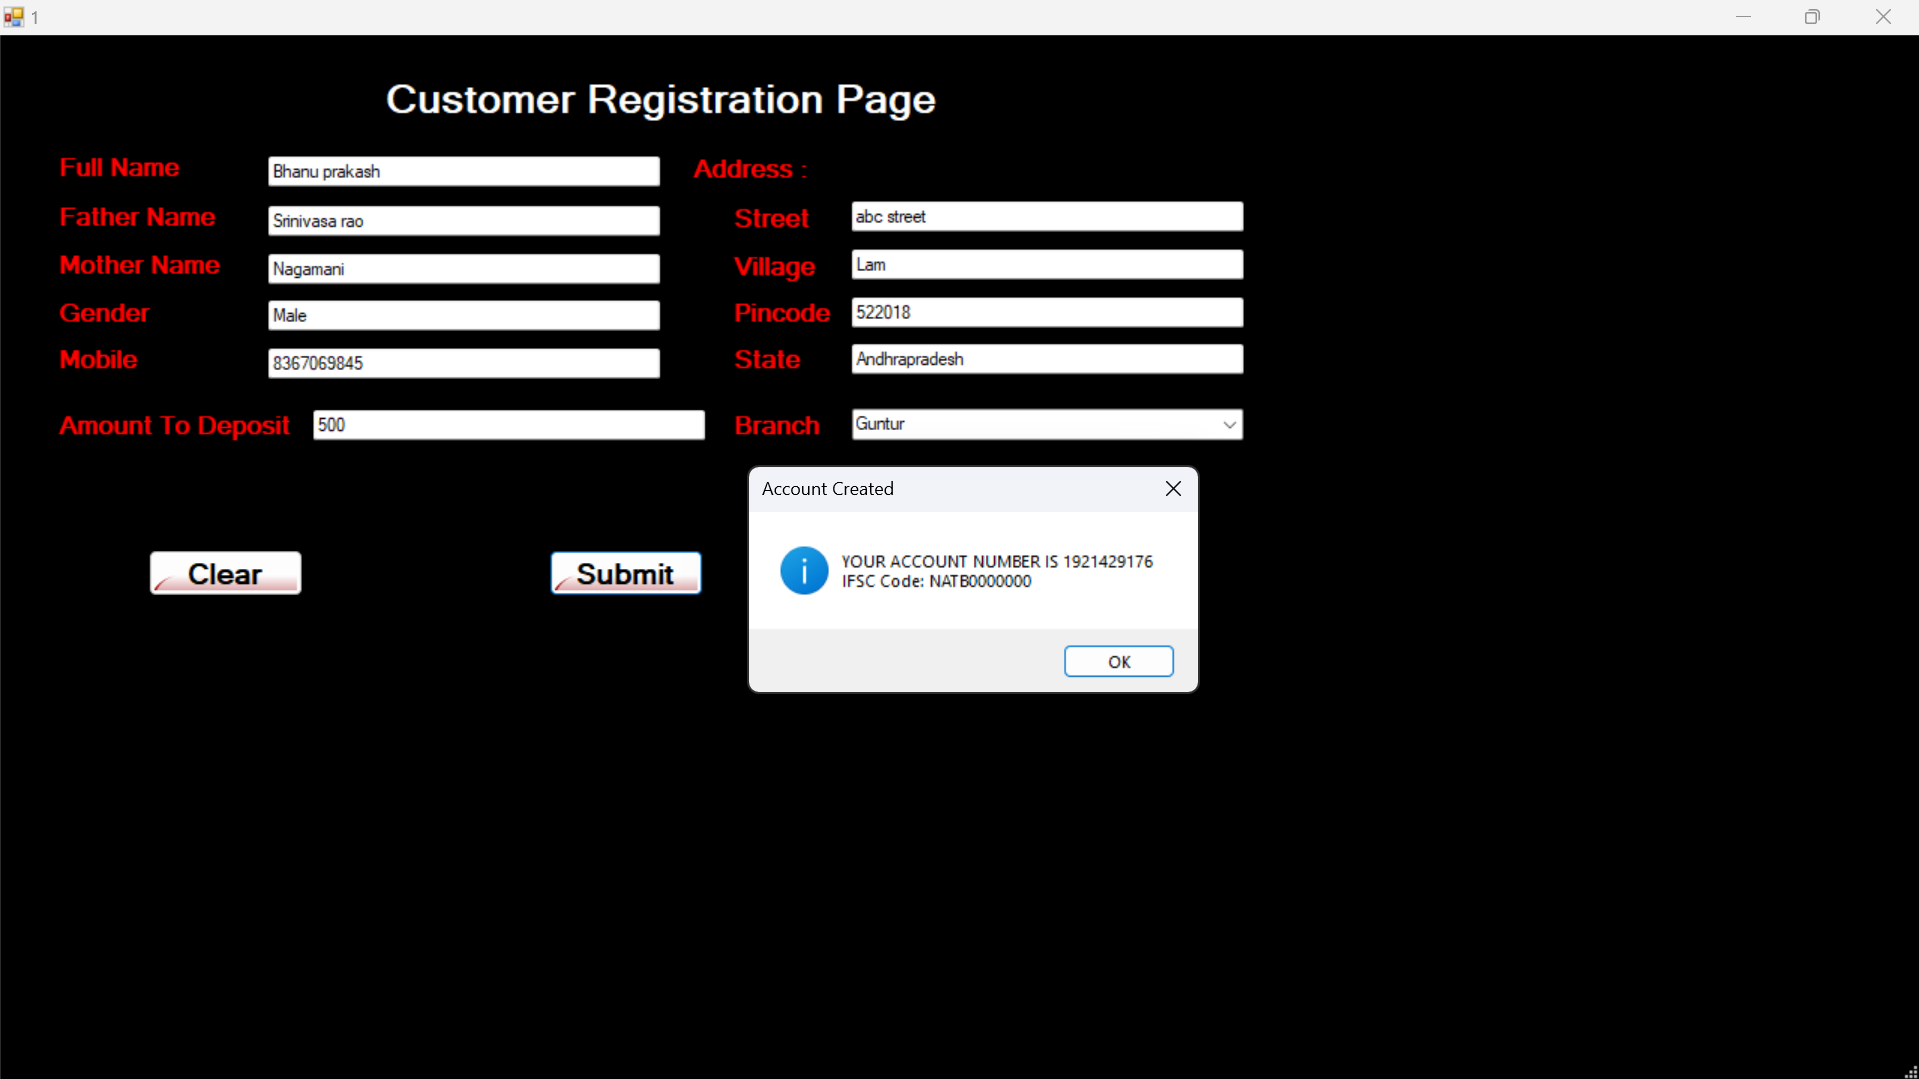 1
Customer Registration Page
Full Name
Bhanu prakash
Father Name
Srinivasa rao
Mother Name
Nagamani
Gender
Male
Mobile
8367069845
Amount To Deposit
500
Address :
Street
abc street
Village
Lam
Pincode
522018
State
Andhrapradesh
Branch
Guntur
Clear
Submit
Account Created
YOUR ACCOUNT NUMBER IS 1921429176
IFSC Code: NATB0000000
OK